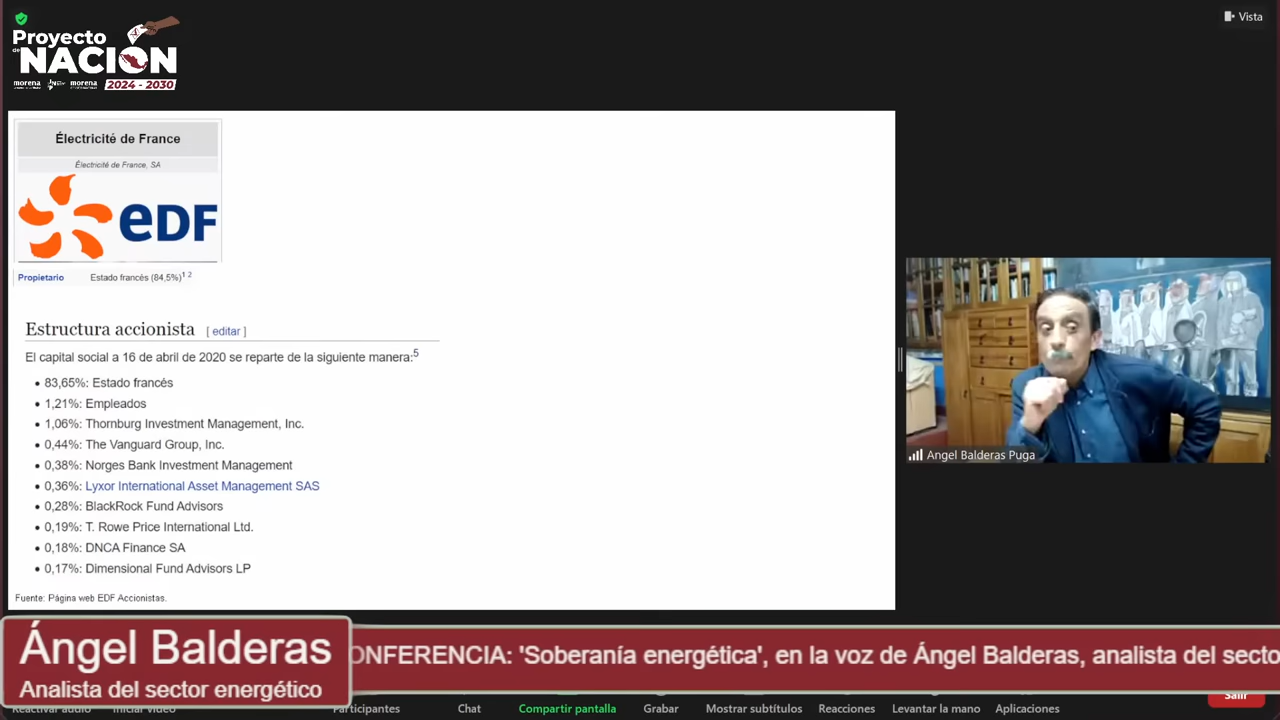 Vista
Proyecto
de
NACIÓN
morena
morena
2024 - 2030
Électricité de France
Électricité de France, SA
eDF
Propietario Estado francés (84,5%)1 2
Estructura accionista [ editar ]
El capital social a 16 de abril de 2020 se reparte de la siguiente manera:5
• 83,65%: Estado francés
• 1,21%: Empleados
• 1,06%: Thornburg Investment Management, Inc.
• 0,44%: The Vanguard Group, Inc.
• 0,38%: Norges Bank Investment Management
• 0,36%: Lyxor International Asset Management SAS
• 0,28%: BlackRock Fund Advisors
• 0,19%: T. Rowe Price International Ltd.
• 0,18%: DNCA Finance SA
• 0,17%: Dimensional Fund Advisors LP
Fuente: Página web EDF Accionistas.
Angel Balderas Puga
Ángel Balderas
Analista del sector energético
ONFERENCIA: 'Soberanía energética', en la voz de Ángel Balderas, analista del secto
Reactivar audio Iniciar video Participantes Chat Compartir pantalla Grabar Mostrar subtítulos Reacciones Levantar la mano Aplicaciones Salir